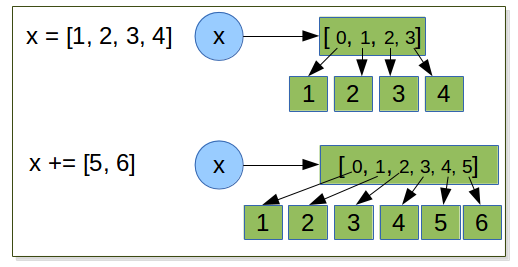 x = [1, 2, 3, 4]
x
[ 0, 1, 2, 3]
1 2 3 4
x += [5, 6]
x
[ 0, 1, 2, 3, 4, 5]
1 2 3 4 5 6